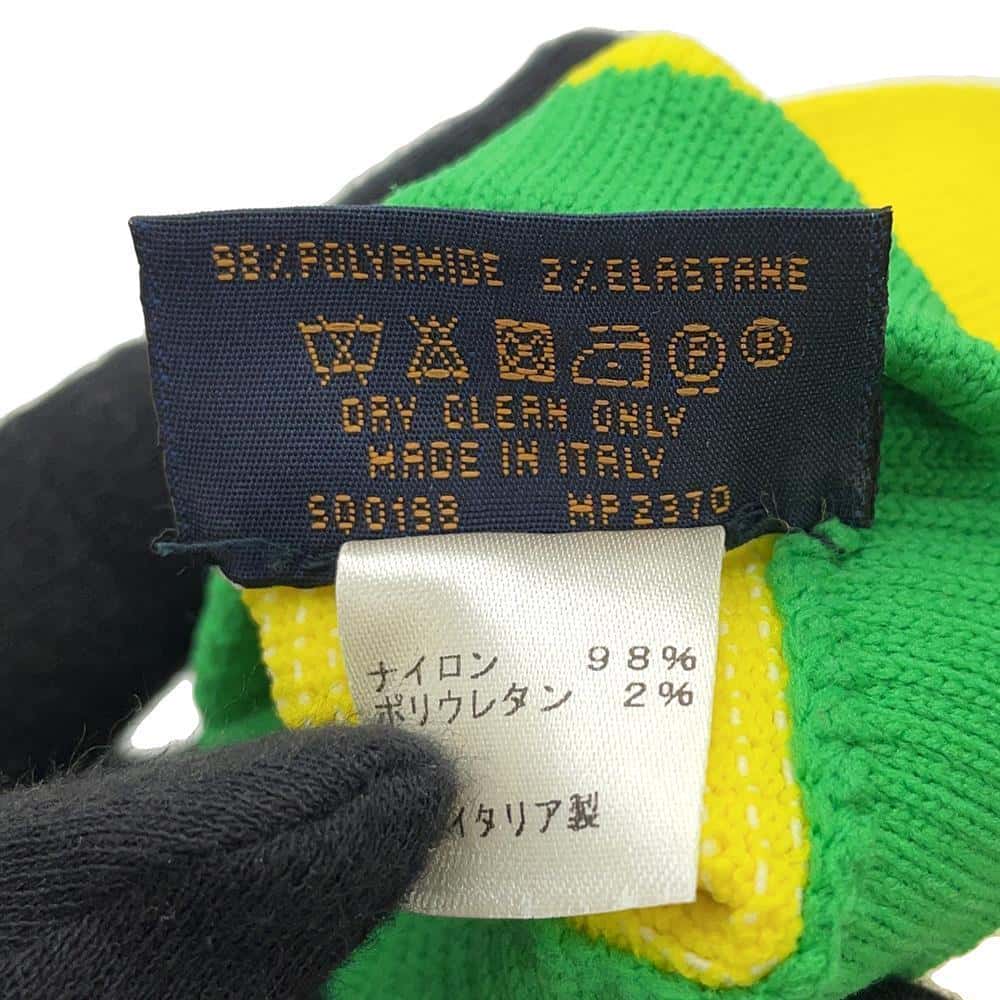 98% POLYAMIDE 2% ELASTANE
P R
DRY CLEAN ONLY
MADE IN ITALY
MP2370
ナイロン 98%
ポリウレタン 2%
イタリア製